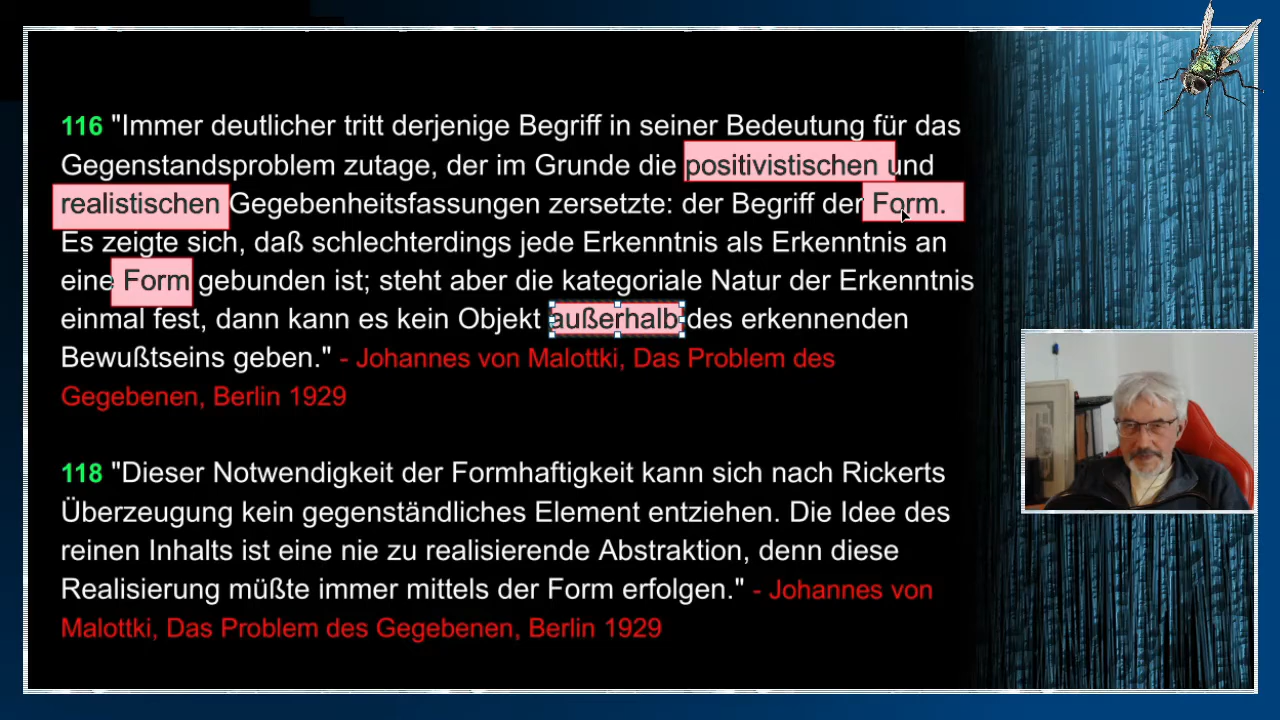 116 "Immer deutlicher tritt derjenige Begriff in seiner Bedeutung für das
Gegenstandsproblem zutage, der im Grunde die positivistischen und
realistischen Gegebenheitsfassungen zersetzte: der Begriff der Form.
Es zeigte sich, daß schlechterdings jede Erkenntnis als Erkenntnis an
eine Form gebunden ist; steht aber die kategoriale Natur der Erkenntnis
einmal fest, dann kann es kein Objekt außerhalb des erkennenden
Bewußtseins geben." - Johannes von Malottki, Das Problem des
Gegebenen, Berlin 1929
118 "Dieser Notwendigkeit der Formhaftigkeit kann sich nach Rickerts
Überzeugung kein gegenständliches Element entziehen. Die Idee des
reinen Inhalts ist eine nie zu realisierende Abstraktion, denn diese
Realisierung müßte immer mittels der Form erfolgen." - Johannes von
Malottki, Das Problem des Gegebenen, Berlin 1929